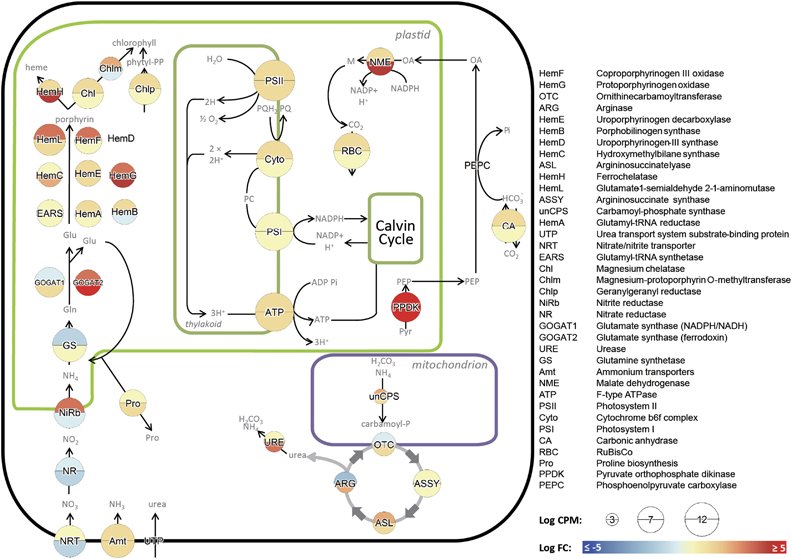 plastid
chlorophyll
heme
phytyl-PP
Chlm
HemH
Chl
Chlp
porphyrin
HemL
HemF
HemD
HemC
HemE
HemG
EARS
HemA
HemB
Glu
Glu
GOGAT1
GOGAT2
Gln
GS
NH4
NiRb
Pro
Pro
NO2
NR
NO3
NRT
NH3
Amt
urea
UTP
H2O
PSII
2H+
½ O2
PQH2
PQ
2 ×
2H+
Cyto
PC
PSI
NADPH
NADP+
H+
Calvin
Cycle
ATP
ADP Pi
ATP
3H+
3H+
thylakoid
M
NME
OA
OA
NADP+
H+
NADPH
CO2
RBC
PEP
PEP
PPDK
Pyr
PEPC
Pi
HCO3-
CA
CO2
mitochondrion
H2CO3
NH4
unCPS
carbamoyl-P
OTC
ARG
ASSY
ASL
H2CO3
NH4
URE
urea
HemF Coproporphyrinogen III oxidase
HemG Protoporphyrinogen oxidase
OTC Ornithinecarbamoyltransferase
ARG Arginase
HemE Uroporphyrinogen decarboxylase
HemB Porphobilinogen synthase
HemD Uroporphyrinogen-III synthase
HemC Hydroxymethylbilane synthase
ASL Argininosuccinatelyase
HemH Ferrochelatase
HemL Glutamate1-semialdehyde 2-1-aminomutase
ASSY Argininosuccinate synthase
unCPS Carbamoyl-phosphate synthase
HemA Glutamyl-tRNA reductase
UTP Urea transport system substrate-binding protein
NRT Nitrate/nitrite transporter
EARS Glutamyl-tRNA synthetase
Chl Magnesium chelatase
Chlm Magnesium-protoporphyrin O-methyltransferase
Chlp Geranylgeranyl reductase
NiRb Nitrite reductase
NR Nitrate reductase
GOGAT1 Glutamate synthase (NADPH/NADH)
GOGAT2 Glutamate synthase (ferrodoxin)
URE Urease
GS Glutamine synthetase
Amt Ammonium transporters
NME Malate dehydrogenase
ATP F-type ATPase
PSII Photosystem II
Cyto Cytochrome b6f complex
PSI Photosystem I
CA Carbonic anhydrase
RBC RuBisCo
Pro Proline biosynthesis
PPDK Pyruvate orthophosphate dikinase
PEPC Phosphoenolpyruvate carboxylase
Log CPM: 3 7 12
Log FC: ≤ -5 ≥ 5